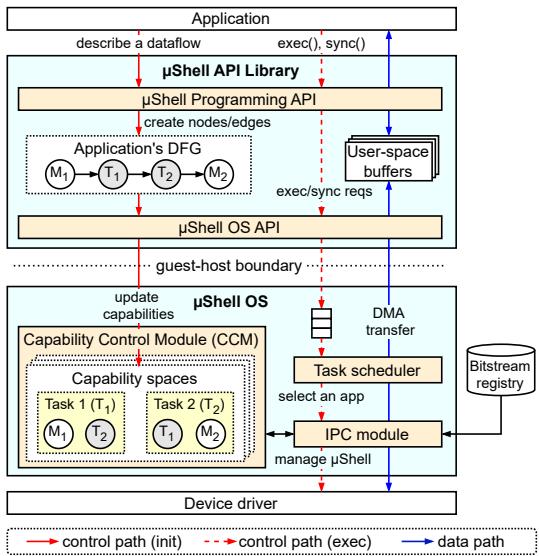 Application
describe a dataflow
exec(), sync()
µShell API Library
µShell Programming API
create nodes/edges
Application's DFG
M1
T1
T2
M2
User-space
buffers
exec/sync reqs
µShell OS API
guest-host boundary
update
capabilities
µShell OS
DMA
transfer
Capability Control Module (CCM)
Capability spaces
Task 1 (T1)
Task 2 (T2)
M1
T2
T1
M2
Task scheduler
select an app
IPC module
manage µShell
Bitstream
registry
Device driver
control path (init)
control path (exec)
data path